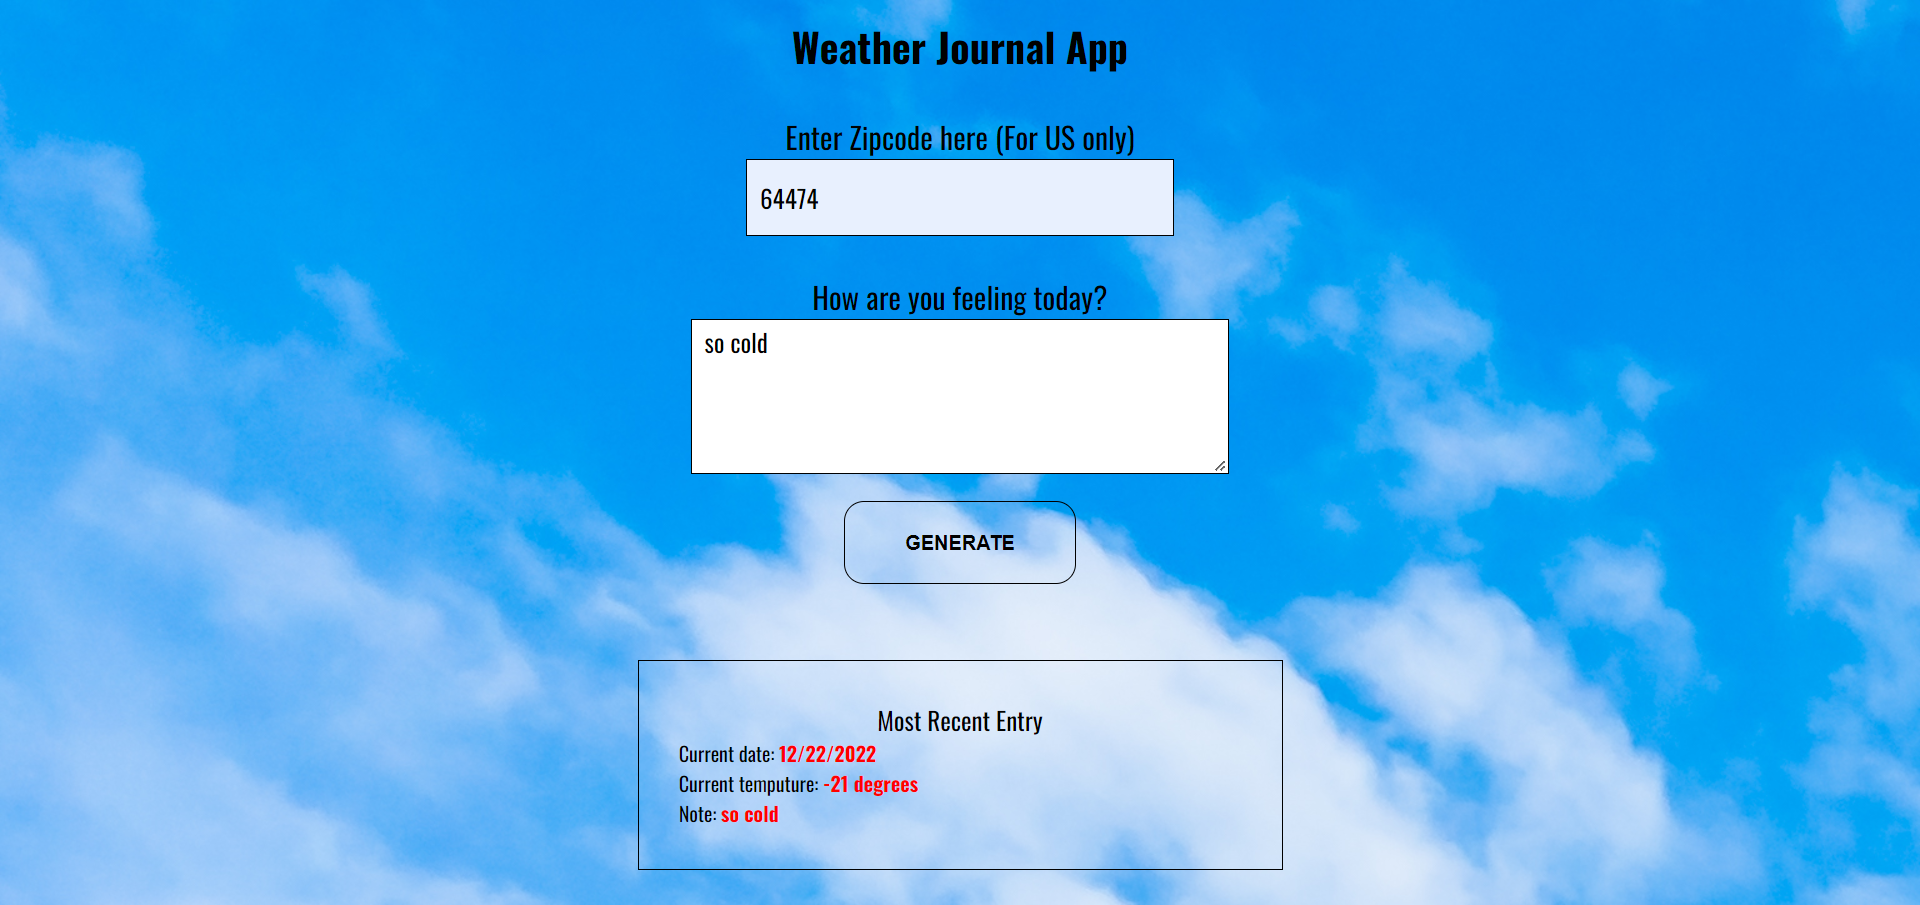 Weather Journal App
Enter Zipcode here (For US only)
64474
How are you feeling today?
so cold
GENERATE
Most Recent Entry
Current date: 12/22/2022
Current temputure: -21 degrees
Note: so cold